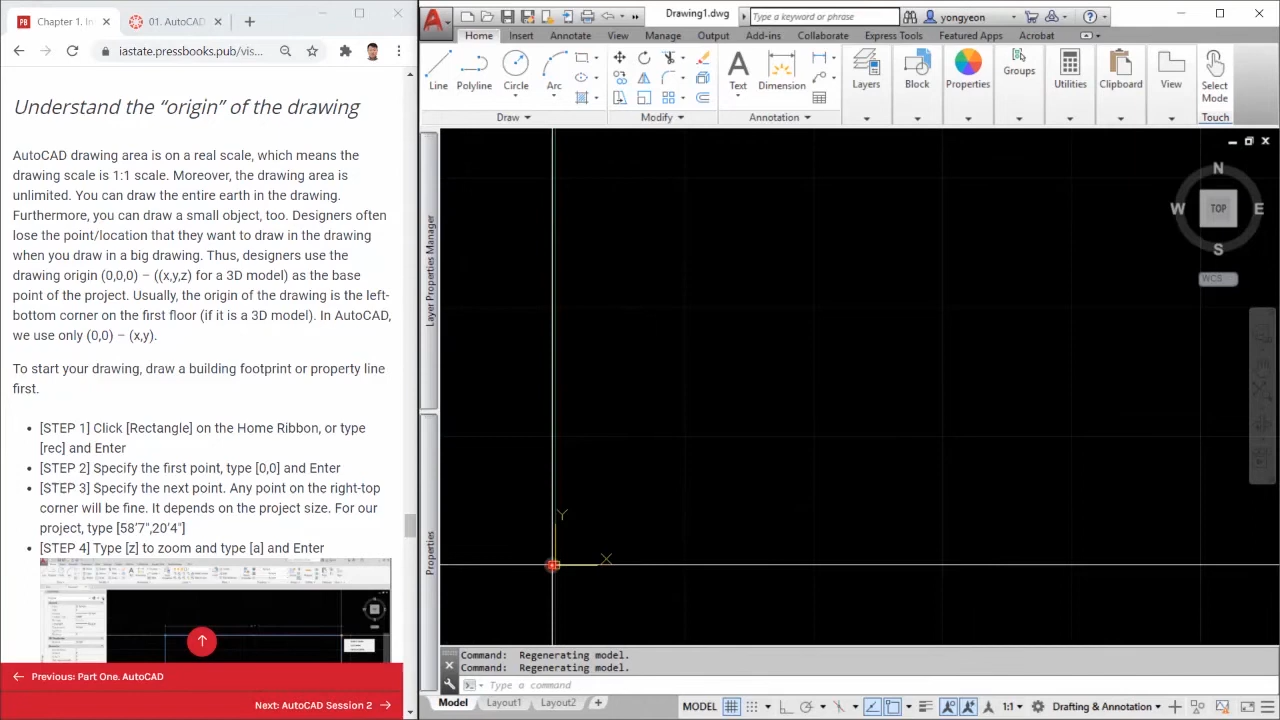 Chapter 1. In
01. AutoCAD
iastate.pressbooks.pub/vis...
Understand the “origin” of the drawing
AutoCAD drawing area is on a real scale, which means the
drawing scale is 1:1 scale. Moreover, the drawing area is
unlimited. You can draw the entire earth in the drawing.
Furthermore, you can draw a small object, too. Designers often
lose the point/location that they want to draw in the drawing
when you draw in a big drawing. Thus, designers use the
drawing origin (0,0,0) – ((x,y,z) for a 3D model) as the base
point of the project. Usually, the origin of the drawing is the left-
bottom corner on the first floor (if it is a 3D model). In AutoCAD,
we use only (0,0) – (x,y).
To start your drawing, draw a building footprint or property line
first.
[STEP 1] Click [Rectangle] on the Home Ribbon, or type
[rec] and Enter
[STEP 2] Specify the first point, type [0,0] and Enter
[STEP 3] Specify the next point. Any point on the right-top
corner will be fine. It depends on the project size. For our
project, type [58’7″,20’4″]
[STEP 4] Type [z] to zoom and type [a] and Enter
Previous: Part One. AutoCAD
Next: AutoCAD Session 2
Drawing1.dwg
Type a keyword or phrase
yongyeon
Home Insert Annotate View Manage Output Add-ins Collaborate Express Tools Featured Apps Acrobat
Line Polyline Circle Arc
Text Dimension
Layers Block Properties Groups Utilities Clipboard View
Select
Mode
Draw Modify Annotation Touch
Layer Properties Manager
Properties
N
W TOP E
S
WCS
Y
X
Command: Regenerating model.
Command: Regenerating model.
Type a command
Model Layout1 Layout2
MODEL 1:1 Drafting & Annotation